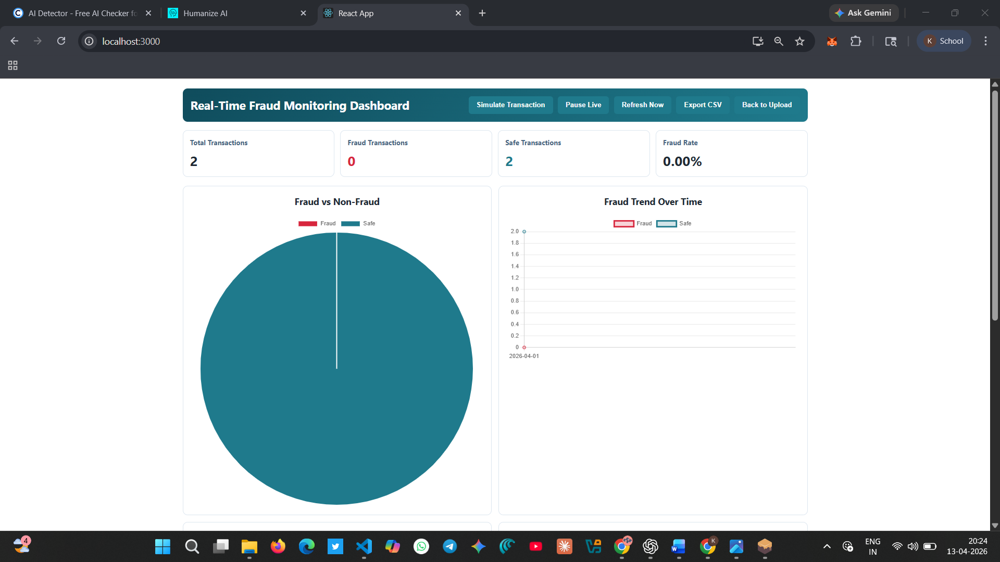 AI Detector - Free AI Checker fo
Humanize AI
React App
Ask Gemini
localhost:3000
K School
Real-Time Fraud Monitoring Dashboard
Simulate Transaction
Pause Live
Refresh Now
Export CSV
Back to Upload
Total Transactions
2
Fraud Transactions
0
Safe Transactions
2
Fraud Rate
0.00%
Fraud vs Non-Fraud
Fraud Safe
Fraud Trend Over Time
Fraud Safe
2.0
1.8
1.6
1.4
1.2
1.0
0.8
0.6
0.4
0.2
0
2026-04-01
4
K
ENG
IN
20:24
13-04-2026